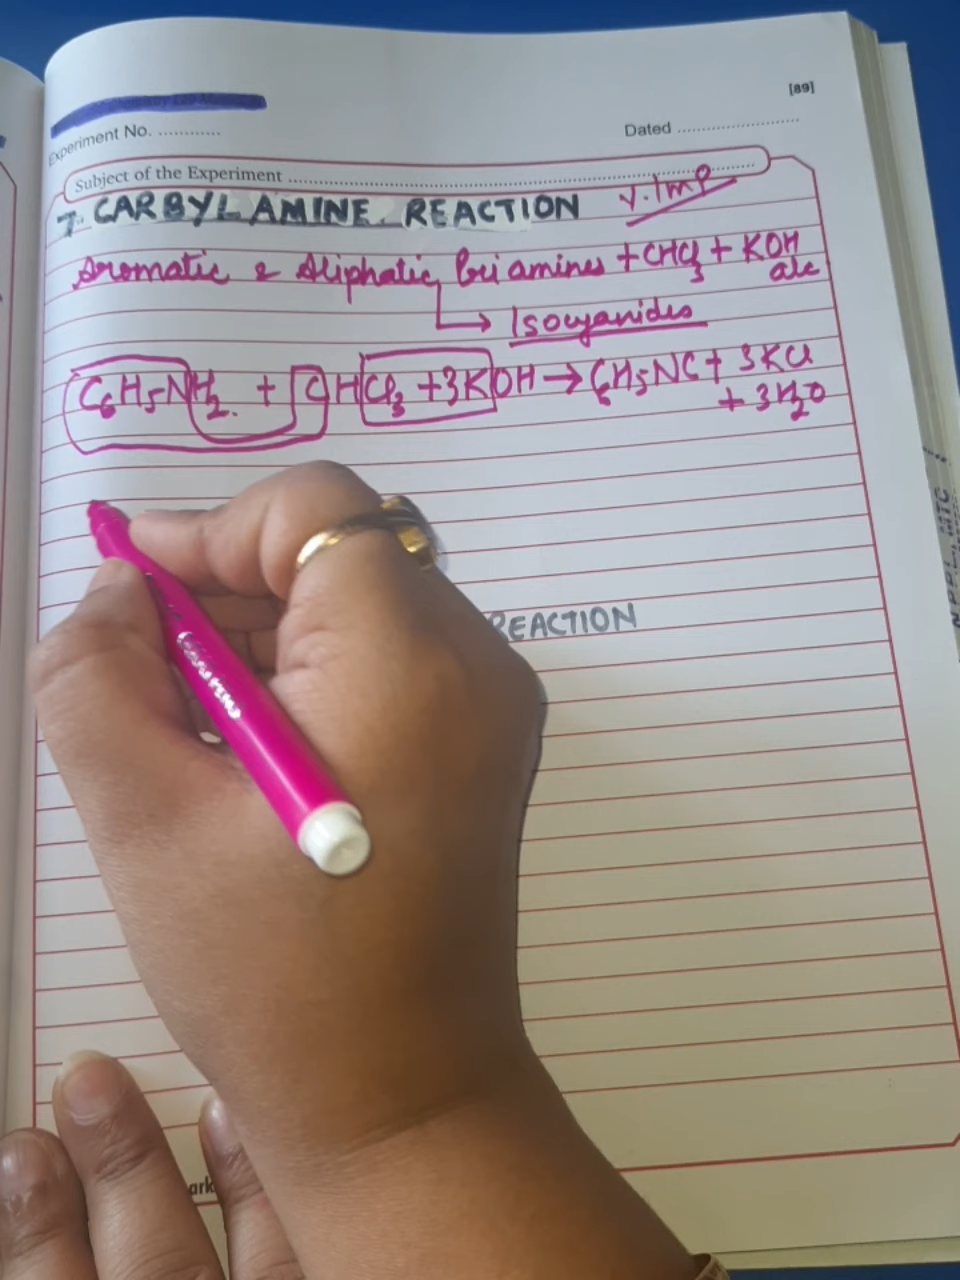 [89]
Experiment No. ............
Dated ........................
Subject of the Experiment ........................
7. CARBYLAMINE REACTION V. Imp
Aromatic & Aliphatic pri amines + CHCl3 + KOH
alc
Isocyanides
C6H5NH2 + CHCl3 + 3KOH → C6H5NC + 3KCl
+ 3H2O
REACTION